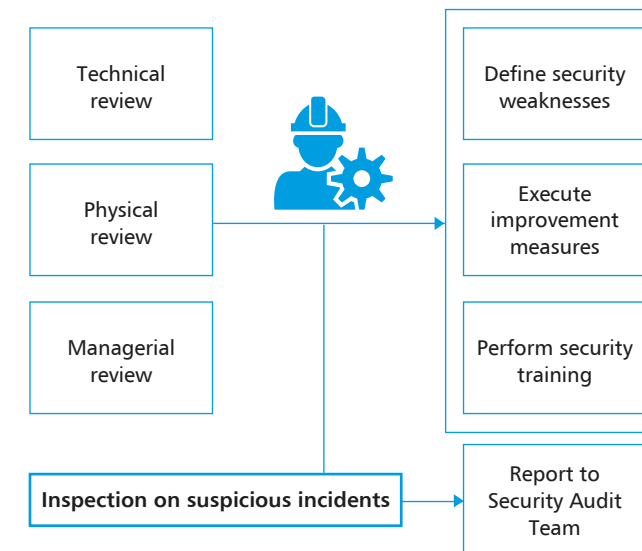 Technical
review
Define security
weaknesses
Physical
review
Execute
improvement
measures
Managerial
review
Perform security
training
Inspection on suspicious incidents
Report to
Security Audit
Team